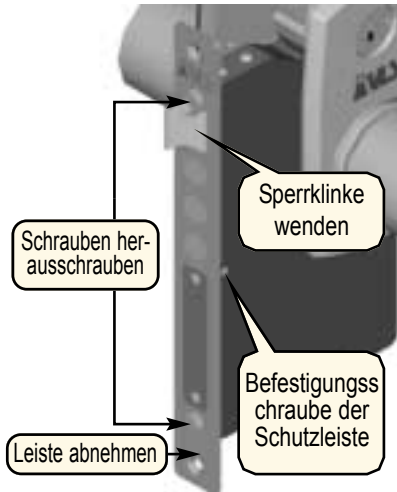 Sperrklinke
wenden
Schrauben her-
ausschrauben
Befestigungss
chraube der
Schutzleiste
Leiste abnehmen